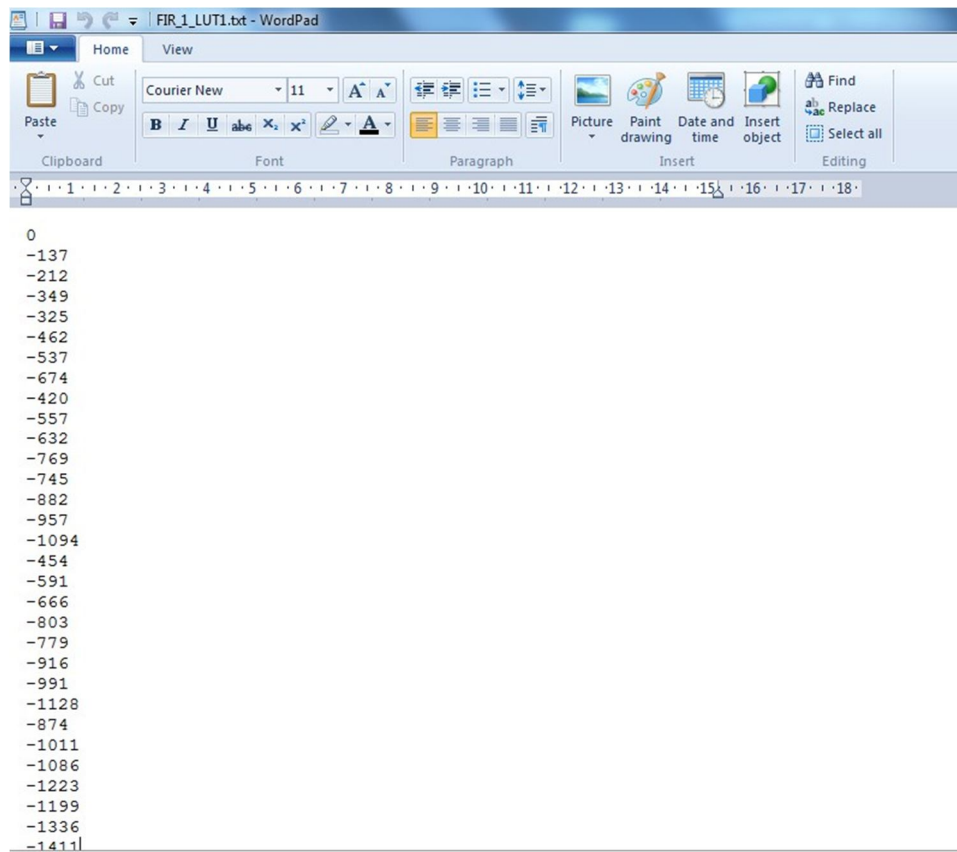 FIR_1_LUT1.txt - WordPad
Home View
Cut
Copy
Paste
Clipboard
Courier New 11 A A
B I U abc X₂ X² A
Font
Paragraph
Picture
Paint drawing
Date and time
Insert object
Insert
Find
Replace
Select all
Editing
1 2 3 4 5 6 7 8 9 10 11 12 13 14 15 16 17 18
0
-137
-212
-349
-325
-462
-537
-674
-420
-557
-632
-769
-745
-882
-957
-1094
-454
-591
-666
-803
-779
-916
-991
-1128
-874
-1011
-1086
-1223
-1199
-1336
-1411